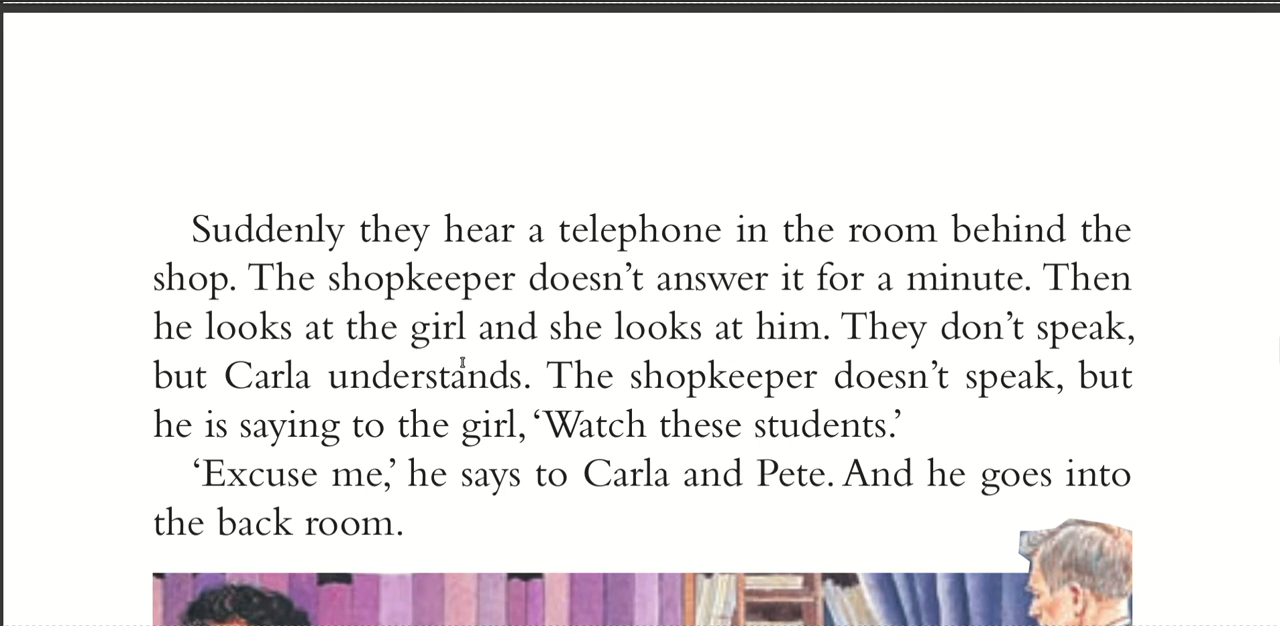 Suddenly they hear a telephone in the room behind the
shop. The shopkeeper doesn’t answer it for a minute. Then
he looks at the girl and she looks at him. They don’t speak,
but Carla understands. The shopkeeper doesn’t speak, but
he is saying to the girl, ‘Watch these students.’
‘Excuse me,’ he says to Carla and Pete. And he goes into
the back room.